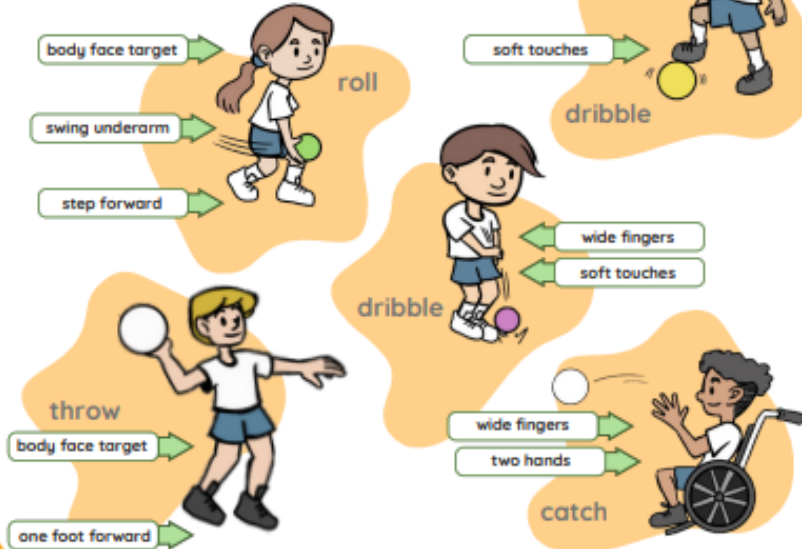 body face target
roll
swing underarm
step forward
soft touches
dribble
wide fingers
soft touches
dribble
throw
body face target
one foot forward
wide fingers
two hands
catch